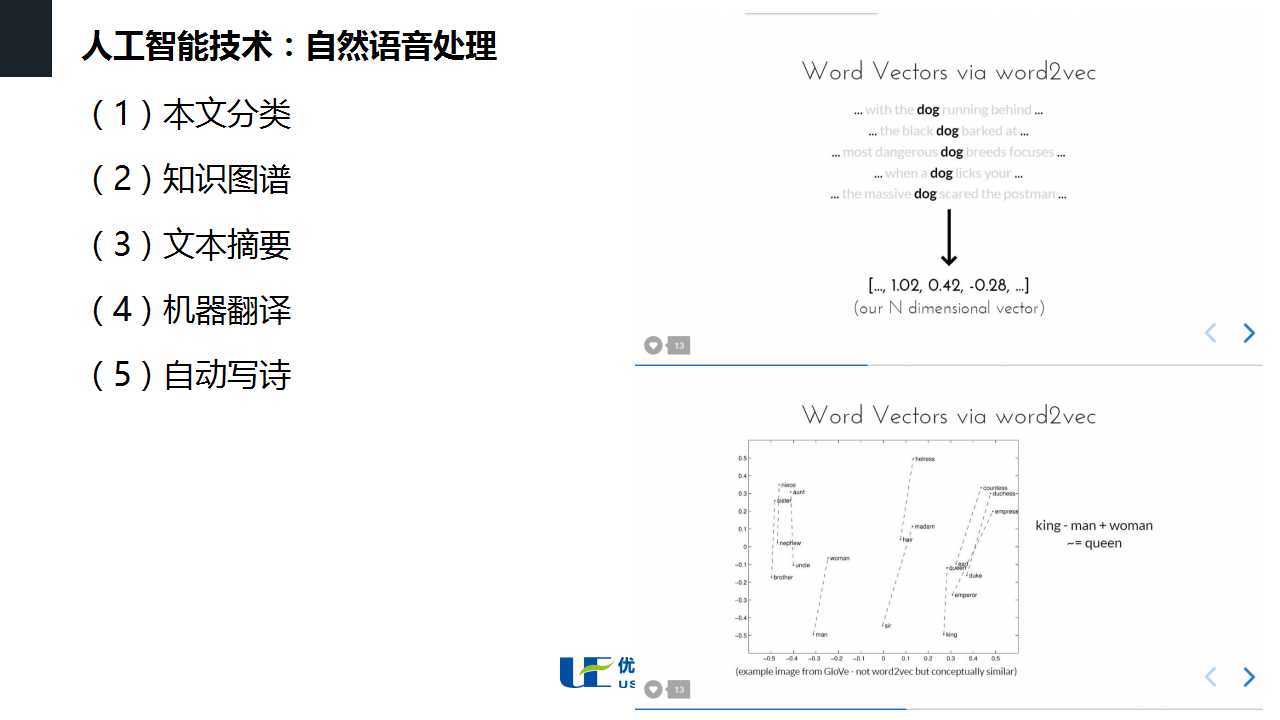 人工智能技术：自然语音处理
（1）本文分类
（2）知识图谱
（3）文本摘要
（4）机器翻译
（5）自动写诗
Word Vectors via word2vec
... with the dog running behind ...
... the black dog barked at ...
... most dangerous dog breeds focuses ...
... when a dog licks your ...
... the massive dog scared the postman ...
[..., 1.02, 0.42, -0.28, ...]
(our N dimensional vector)
13
Word Vectors via word2vec
heiress
niece
aunt
sister
countess
duchess
empress
madam
heir
nephew
woman
uncle
earl
queen
duke
brother
emperor
sir
man
king
0.5
0.4
0.3
0.2
0.1
0
−0.1
−0.2
−0.3
−0.4
−0.5
−0.5 −0.4 −0.3 −0.2 −0.1 0 0.1 0.2 0.3 0.4 0.5
king - man + woman
~= queen
(example image from GloVe - not word2vec but conceptually similar)
13
UE 优
US